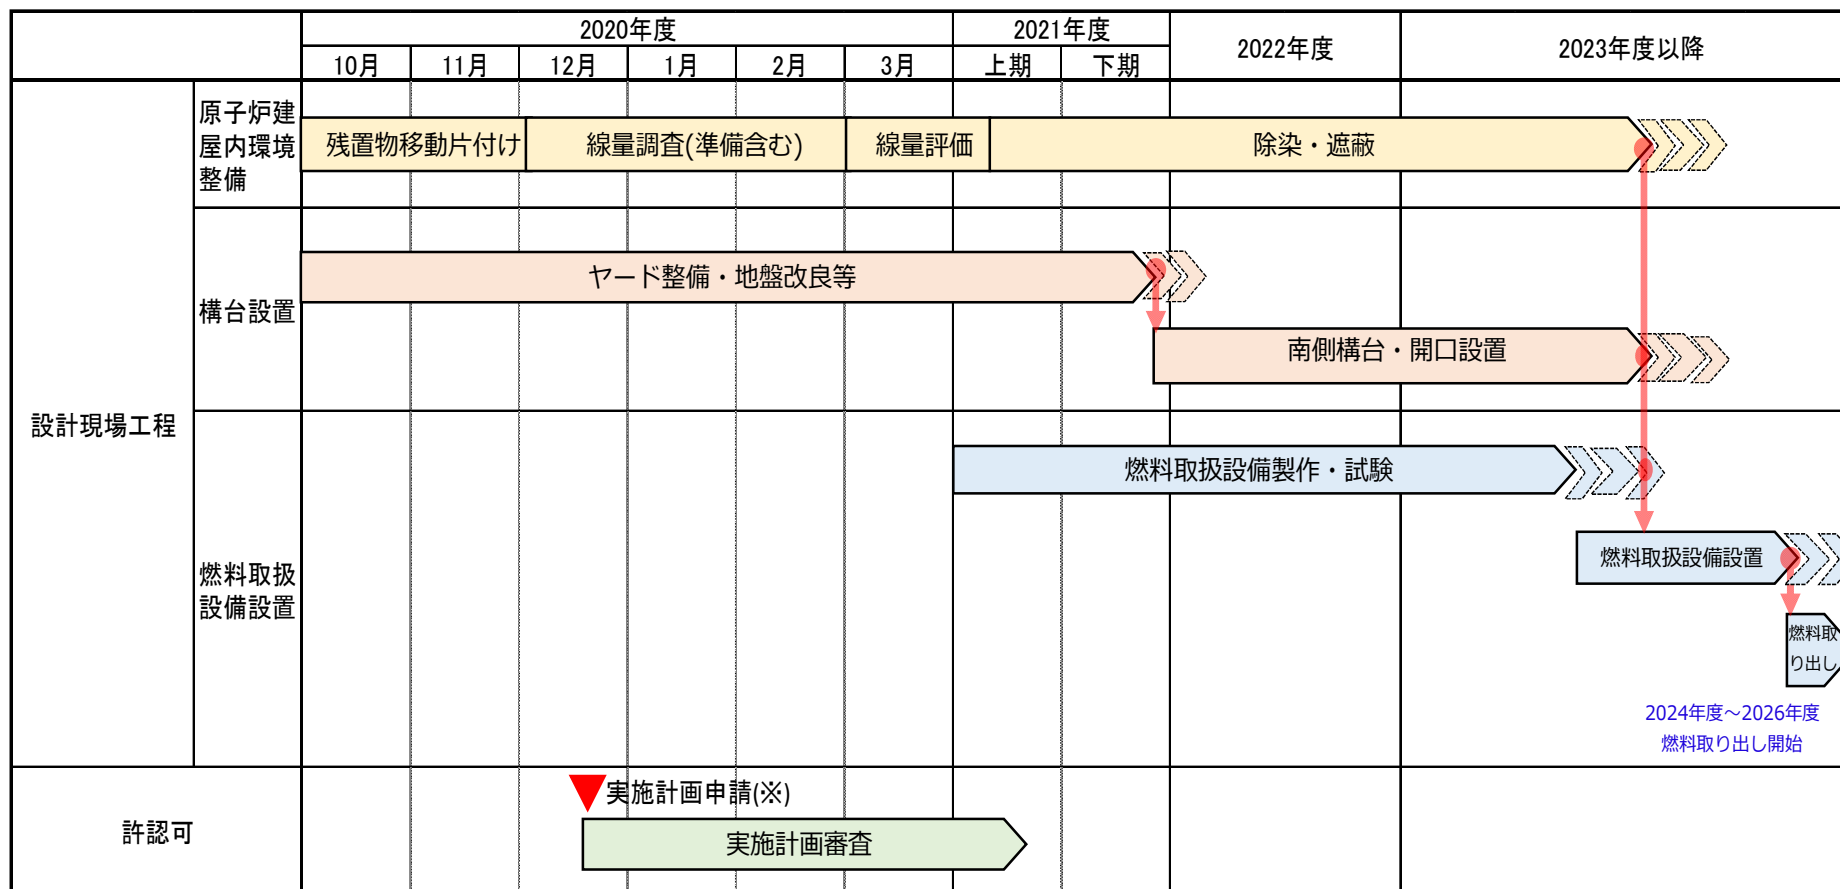 2020年度
2021年度
2022年度
2023年度以降
10月
11月
12月
1月
2月
3月
上期
下期
設計現場工程
原子炉建
屋内環境
整備
残置物移動片付け
線量調査(準備含む)
線量評価
除染・遮蔽
構台設置
ヤード整備・地盤改良等
南側構台・開口設置
燃料取扱
設備設置
燃料取扱設備製作・試験
燃料取扱設備設置
燃料取
り出し
2024年度～2026年度
燃料取り出し開始
許認可
実施計画申請(※)
実施計画審査